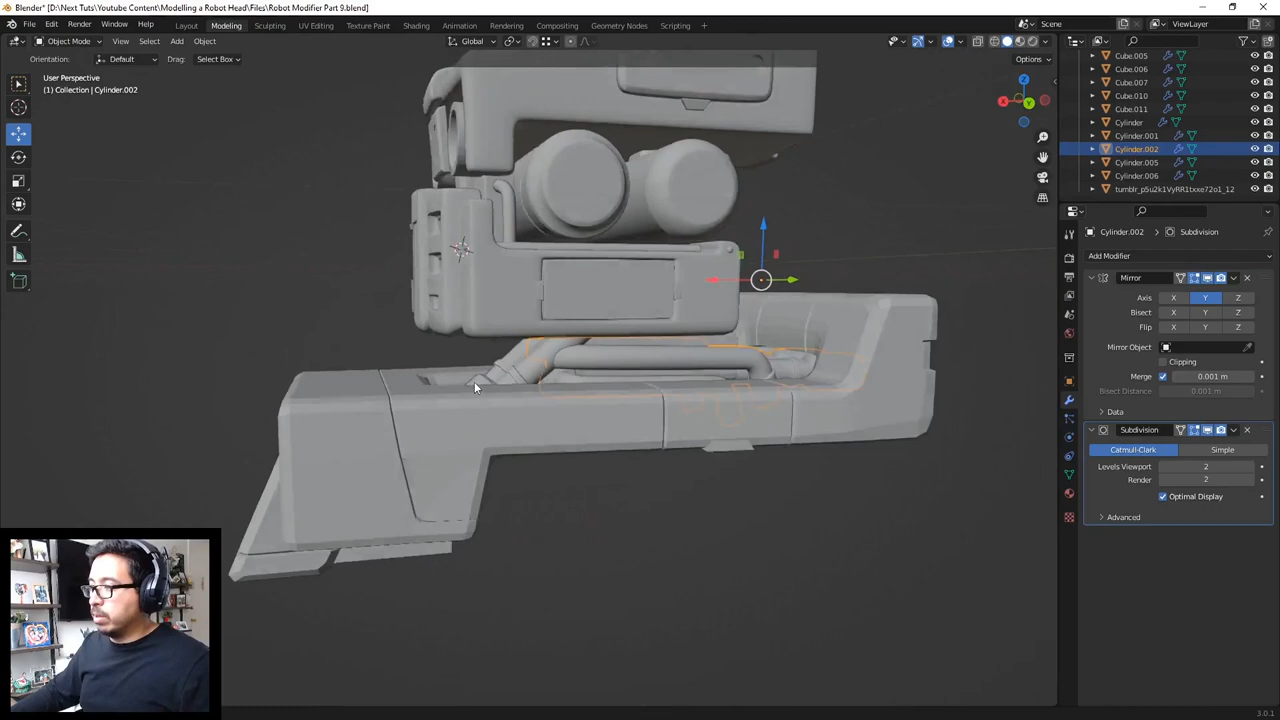 Blender* [D:\Next Tuts\Youtube Content\Modelling a Robot Head\Files\Robot Modifier Part 9.blend]
File Edit Render Window Help Layout Modeling Sculpting UV Editing Texture Paint Shading Animation Rendering Compositing Geometry Nodes Scripting + Scene ViewLayer
Object Mode View Select Add Object Global
Orientation: Default Drag: Select Box Options
User Perspective
(1) Collection | Cylinder.002
X Y Z
Cube.005
Cube.006
Cube.007
Cube.010
Cube.011
Cylinder
Cylinder.001
Cylinder.002
Cylinder.005
Cylinder.006
tumblr_p5u2k1VyRR1txxe72o1_12
Cylinder.002 > Subdivision
Add Modifier
Mirror
Axis X Y Z
Bisect X Y Z
Flip X Y Z
Mirror Object
Clipping
Merge 0.001 m
Bisect Distance 0.001 m
Data
Subdivision
Catmull-Clark Simple
Levels Viewport 2
Render 2
Optimal Display
Advanced
3.0.1